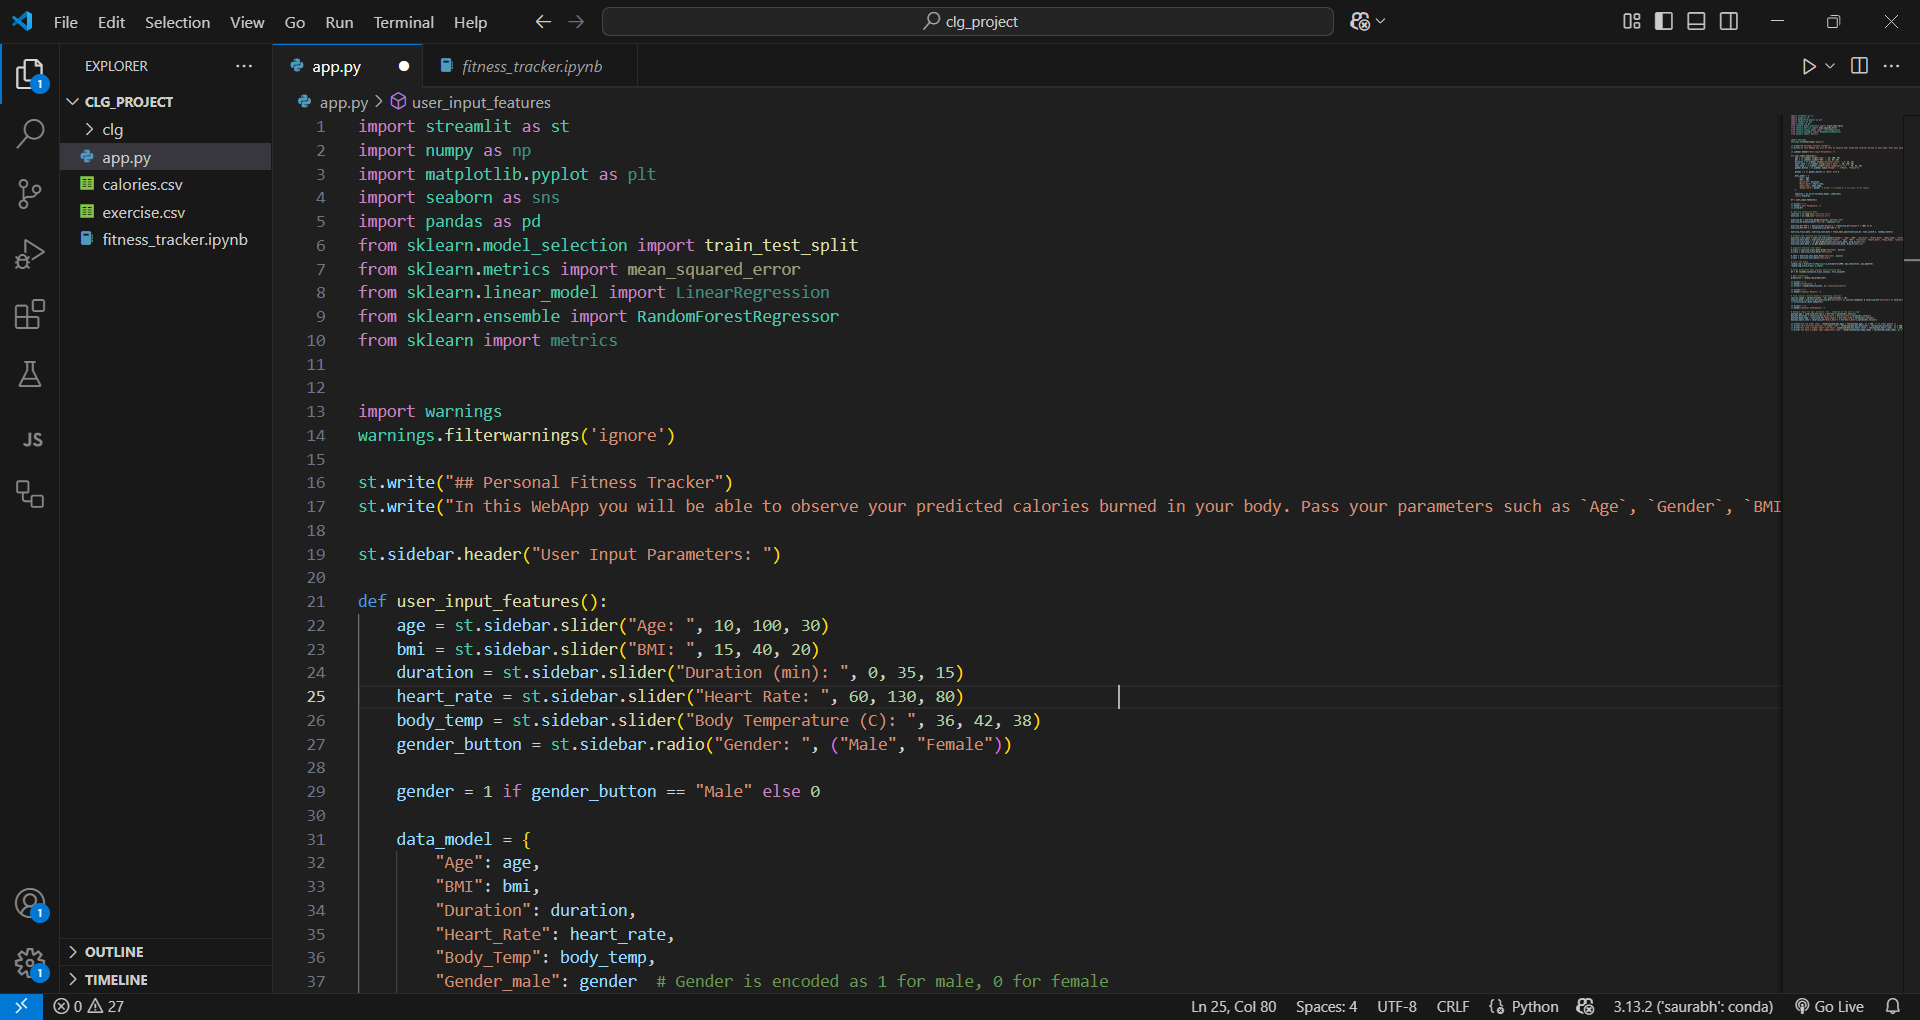 File Edit Selection View Go Run Terminal Help
clg_project
EXPLORER
CLG_PROJECT
clg
app.py
calories.csv
exercise.csv
fitness_tracker.ipynb
OUTLINE
TIMELINE
JS
1
1
1
app.py
fitness_tracker.ipynb
app.py > user_input_features
1 import streamlit as st
2 import numpy as np
3 import matplotlib.pyplot as plt
4 import seaborn as sns
5 import pandas as pd
6 from sklearn.model_selection import train_test_split
7 from sklearn.metrics import mean_squared_error
8 from sklearn.linear_model import LinearRegression
9 from sklearn.ensemble import RandomForestRegressor
10 from sklearn import metrics
11
12
13 import warnings
14 warnings.filterwarnings('ignore')
15
16 st.write("## Personal Fitness Tracker")
17 st.write("In this WebApp you will be able to observe your predicted calories burned in your body. Pass your parameters such as `Age`, `Gender`, `BMI
18
19 st.sidebar.header("User Input Parameters: ")
20
21 def user_input_features():
22     age = st.sidebar.slider("Age: ", 10, 100, 30)
23     bmi = st.sidebar.slider("BMI: ", 15, 40, 20)
24     duration = st.sidebar.slider("Duration (min): ", 0, 35, 15)
25     heart_rate = st.sidebar.slider("Heart Rate: ", 60, 130, 80)
26     body_temp = st.sidebar.slider("Body Temperature (C): ", 36, 42, 38)
27     gender_button = st.sidebar.radio("Gender: ", ("Male", "Female"))
28
29     gender = 1 if gender_button == "Male" else 0
30
31     data_model = {
32         "Age": age,
33         "BMI": bmi,
34         "Duration": duration,
35         "Heart_Rate": heart_rate,
36         "Body_Temp": body_temp,
37         "Gender_male": gender  # Gender is encoded as 1 for male, 0 for female
0 27 Ln 25, Col 80 Spaces: 4 UTF-8 CRLF Python 3.13.2 ('saurabh': conda) Go Live